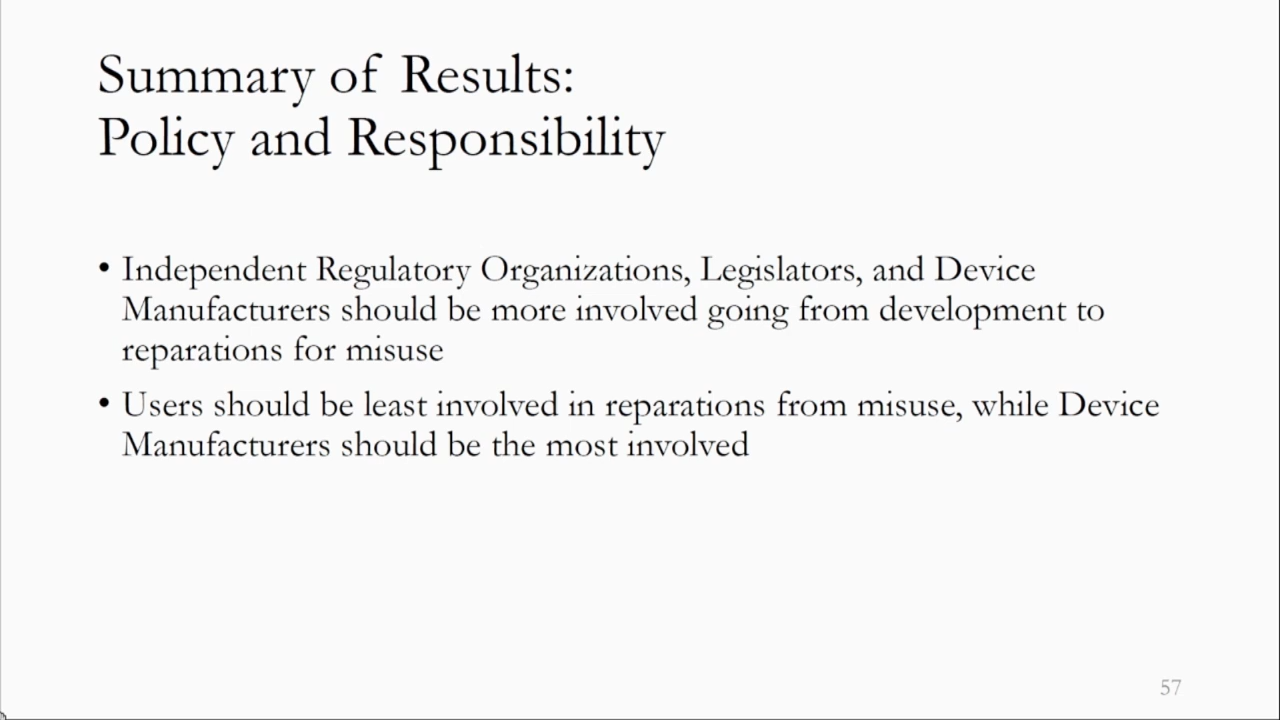 Summary of Results:
Policy and Responsibility
• Independent Regulatory Organizations, Legislators, and Device
Manufacturers should be more involved going from development to
reparations for misuse
• Users should be least involved in reparations from misuse, while Device
Manufacturers should be the most involved
57